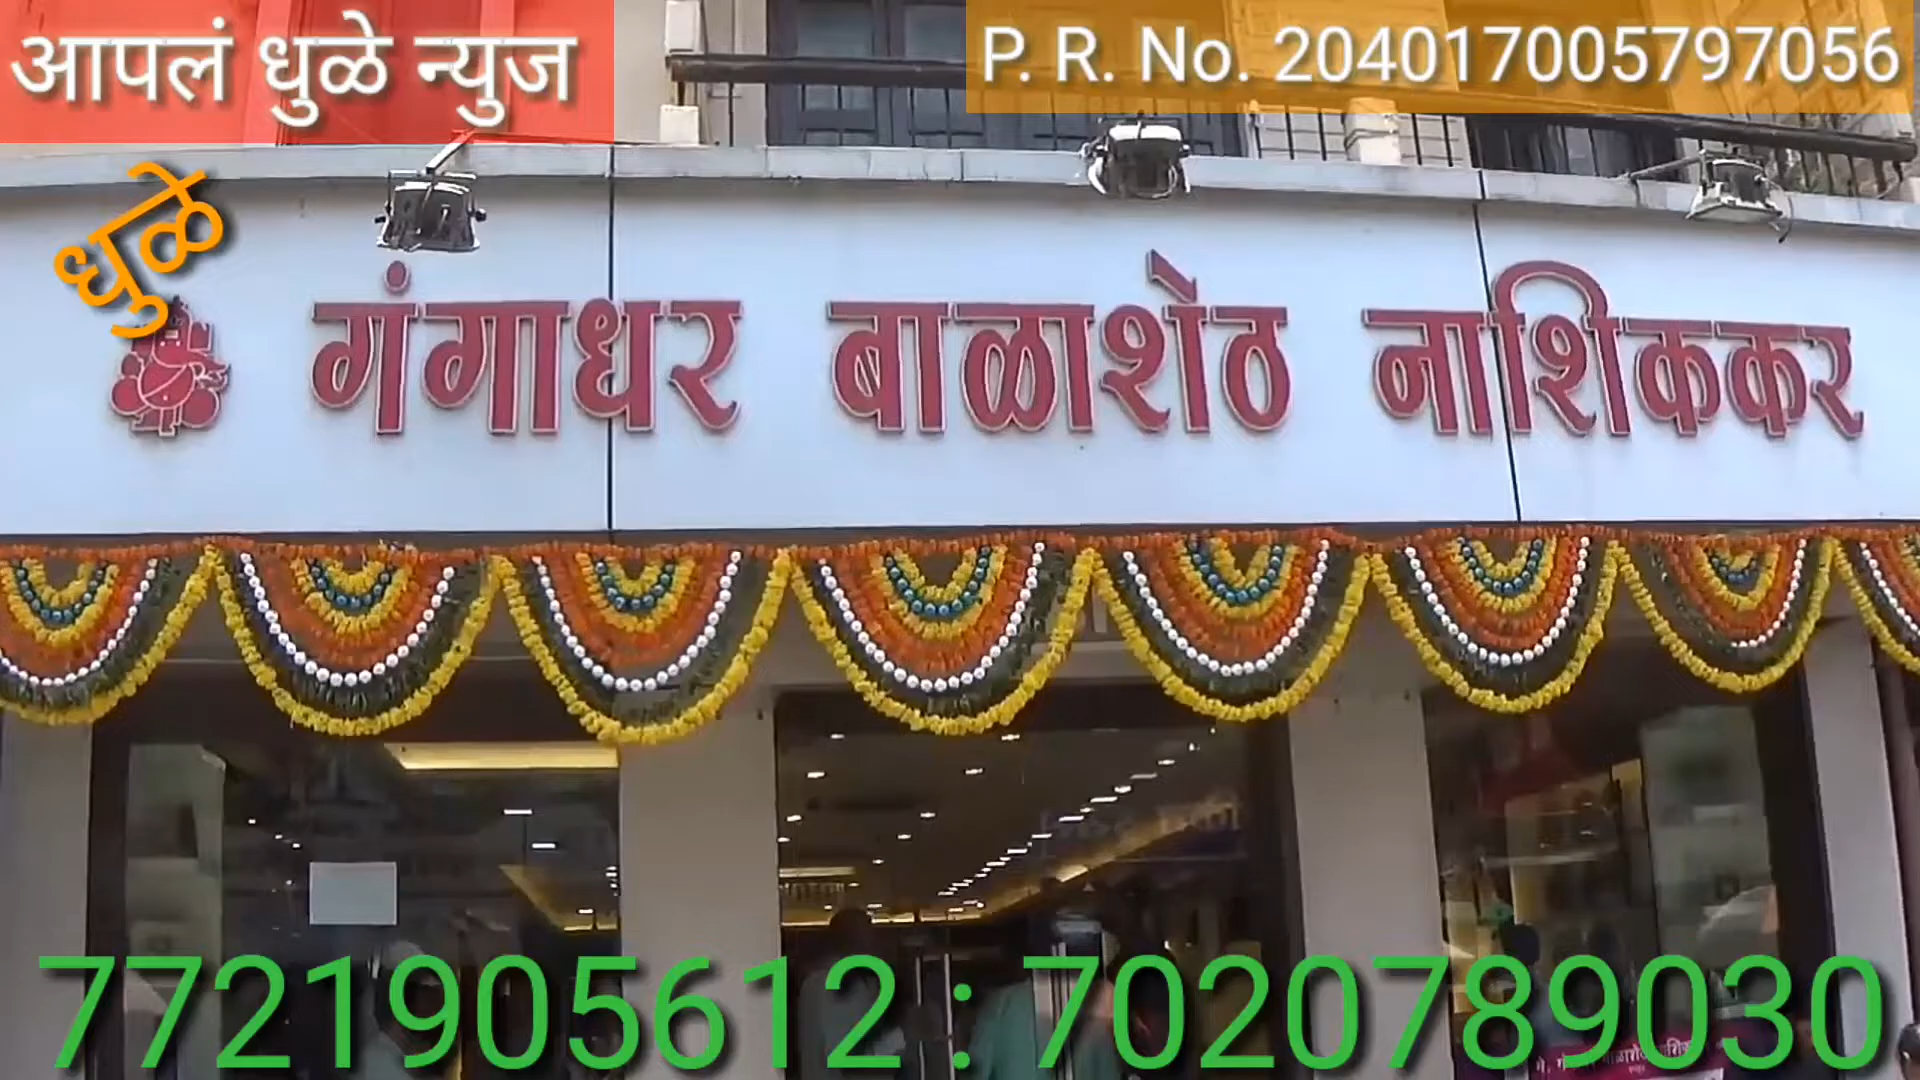 आपलं धुळे न्युज
P. R. No. 204017005797056
धुळे
गंगाधर बाळाशेठ नाशिककर
7721905612 : 7020789030